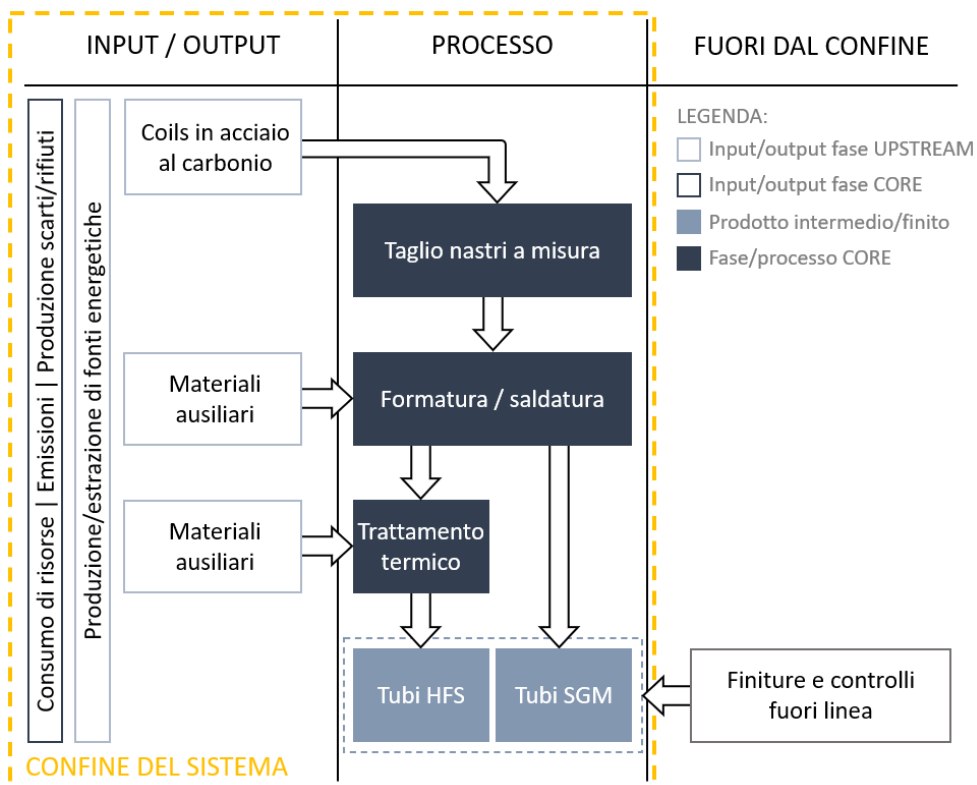 INPUT / OUTPUT
PROCESSO
FUORI DAL CONFINE
LEGENDA:
Input/output fase UPSTREAM
Input/output fase CORE
Prodotto intermedio/finito
Fase/processo CORE
Consumo di risorse | Emissioni | Produzione scarti/rifiuti
Produzione/estrazione di fonti energetiche
Coils in acciaio
al carbonio
Taglio nastri a misura
Materiali
ausiliari
Formatura / saldatura
Materiali
ausiliari
Trattamento
termico
Tubi HFS
Tubi SGM
Finiture e controlli
fuori linea
CONFINE DEL SISTEMA